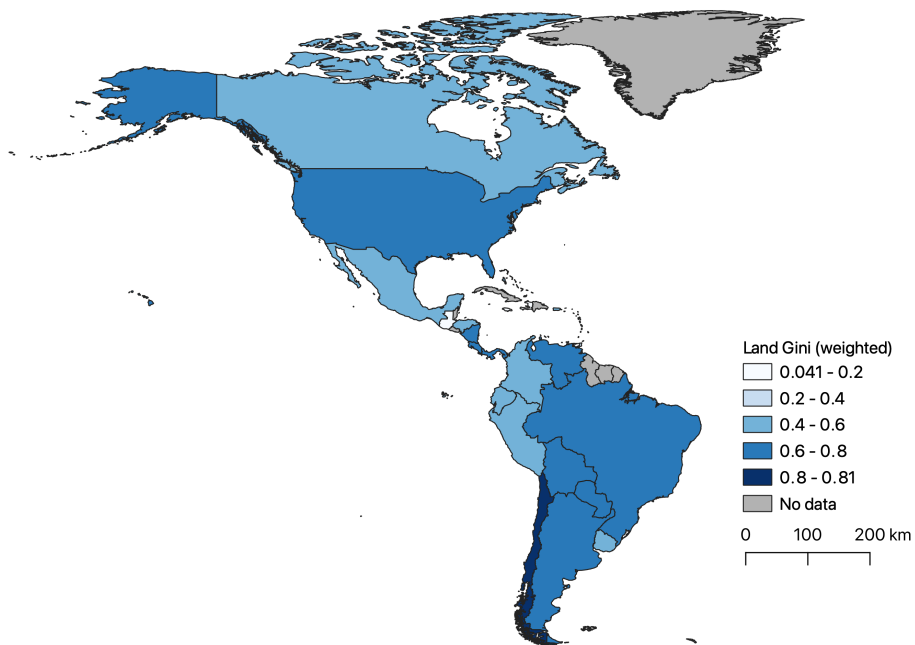 Land Gini (weighted)
0.041 - 0.2
0.2 - 0.4
0.4 - 0.6
0.6 - 0.8
0.8 - 0.81
No data
0 100 200 km